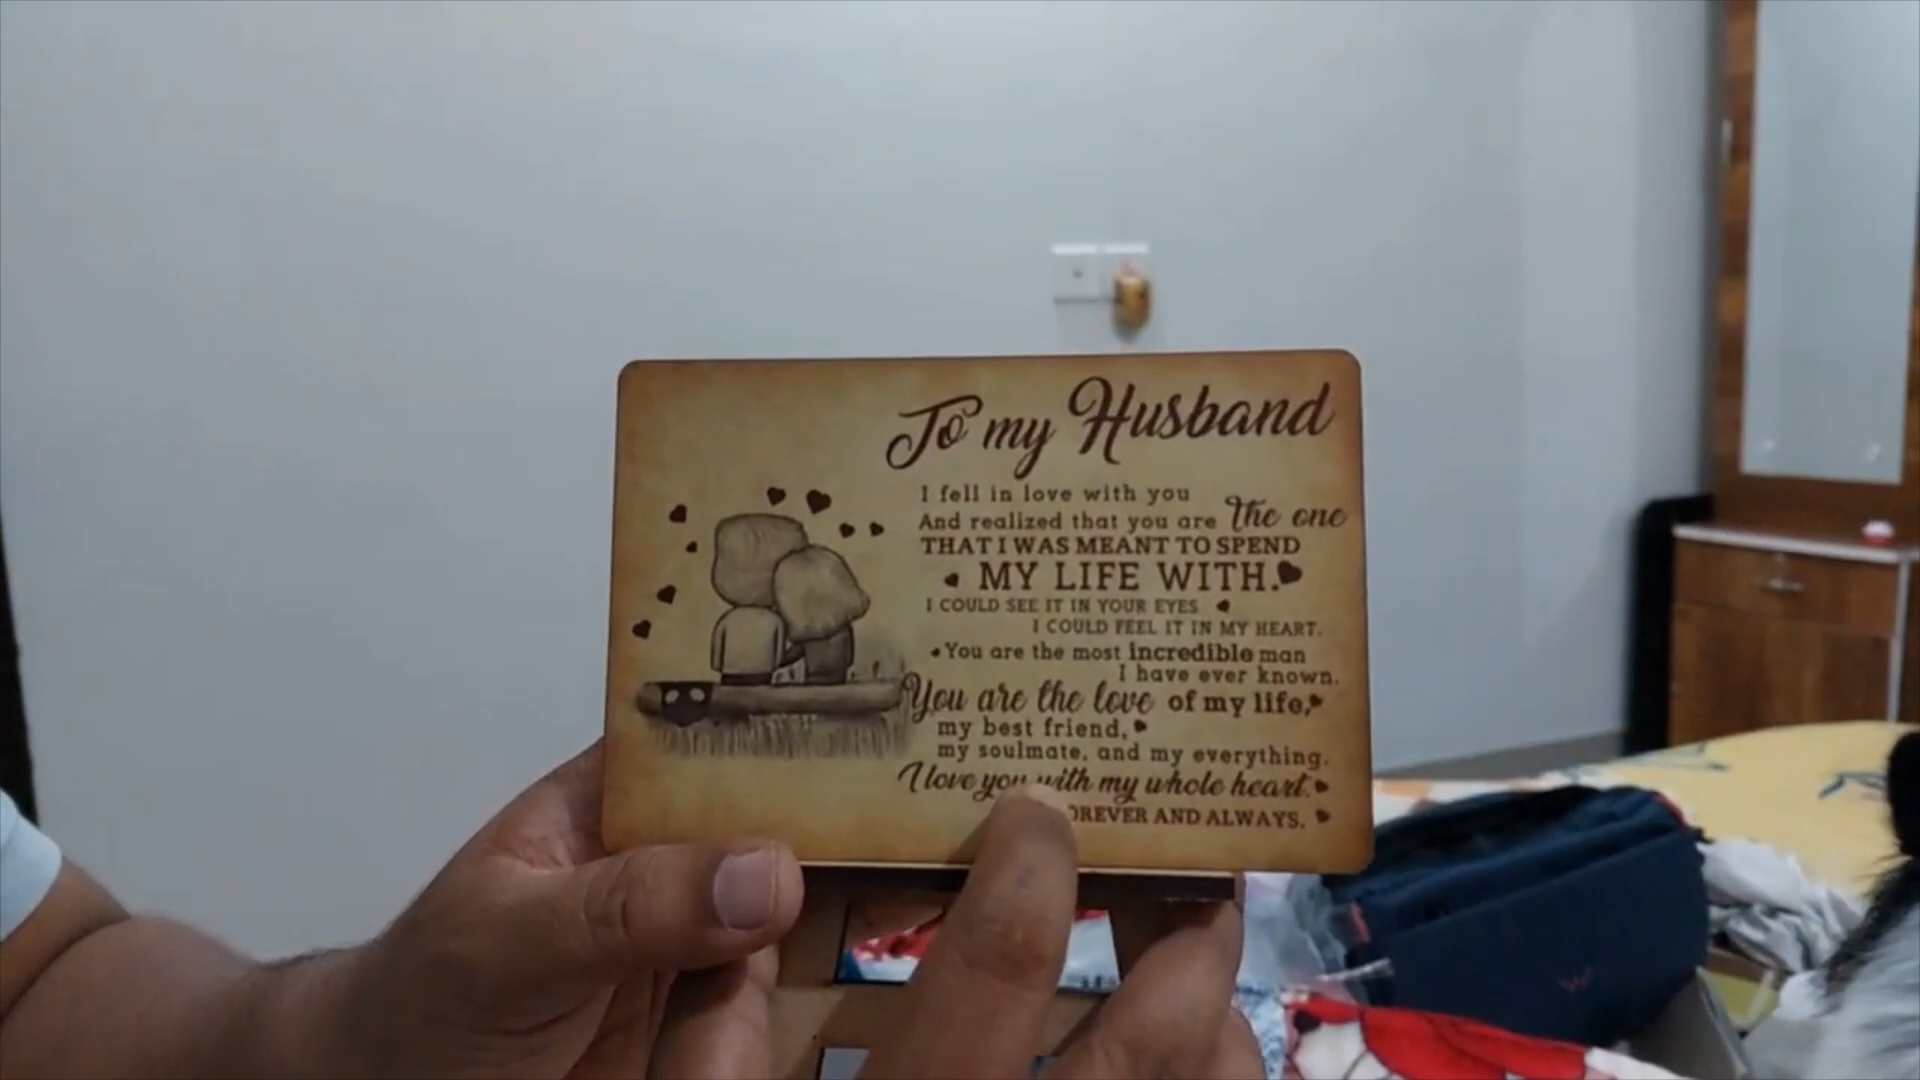 To my Husband
I fell in love with you
And realized that you are the one
THAT I WAS MEANT TO SPEND
MY LIFE WITH.
I COULD SEE IT IN YOUR EYES
I COULD FEEL IT IN MY HEART.
You are the most incredible man
I have ever known.
You are the love of my life,
my best friend,
my soulmate, and my everything.
I love you with my whole heart.
AND ALWAYS.